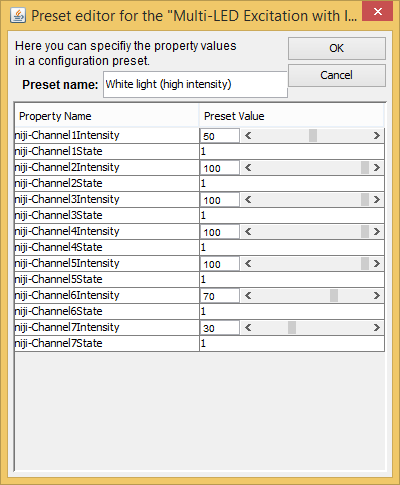 Preset editor for the "Multi-LED Excitation with I...
Here you can specifiy the property values
in a configuration preset.
OK
Cancel
Preset name: White light (high intensity)
Property Name Preset Value
niji-Channel1Intensity 50
niji-Channel1State 1
niji-Channel2Intensity 100
niji-Channel2State 1
niji-Channel3Intensity 100
niji-Channel3State 1
niji-Channel4Intensity 100
niji-Channel4State 1
niji-Channel5Intensity 100
niji-Channel5State 1
niji-Channel6Intensity 70
niji-Channel6State 1
niji-Channel7Intensity 30
niji-Channel7State 1